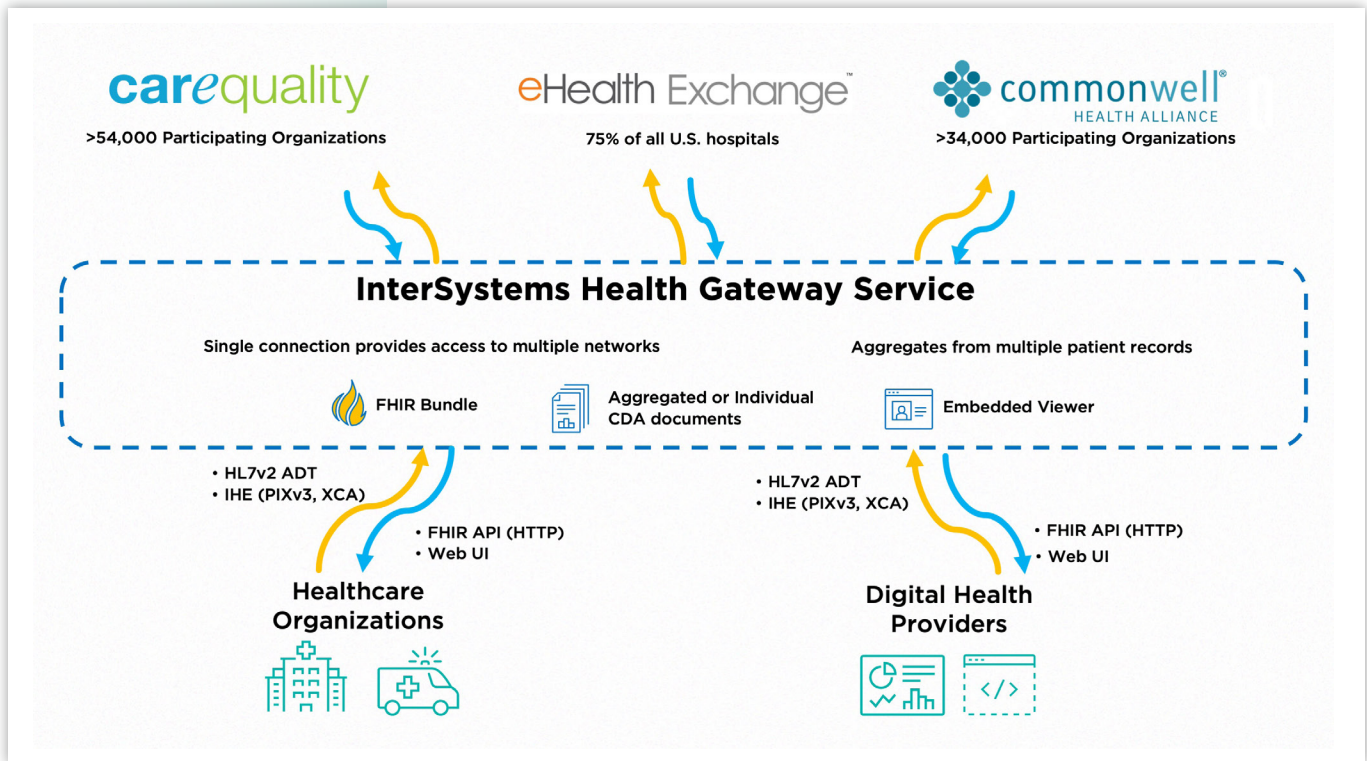 carequality
>54,000 Participating Organizations
eHealth Exchange™
75% of all U.S. hospitals
commonwell®
HEALTH ALLIANCE
>34,000 Participating Organizations
InterSystems Health Gateway Service
Single connection provides access to multiple networks
Aggregates from multiple patient records
FHIR Bundle
Aggregated or Individual
CDA documents
Embedded Viewer
• HL7v2 ADT
• IHE (PIXv3, XCA)
• FHIR API (HTTP)
• Web UI
Healthcare
Organizations
• HL7v2 ADT
• IHE (PIXv3, XCA)
• FHIR API (HTTP)
• Web UI
Digital Health
Providers
</>